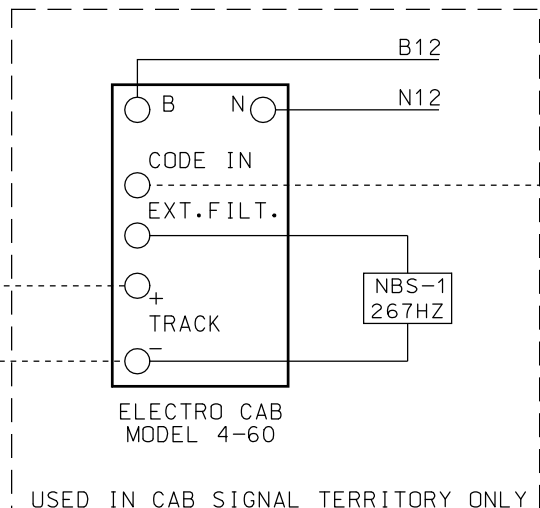 B12
B N
N12
CODE IN
EXT.FILT.
NBS-1
267HZ
+
TRACK
-
ELECTRO CAB
MODEL 4-60
USED IN CAB SIGNAL TERRITORY ONLY